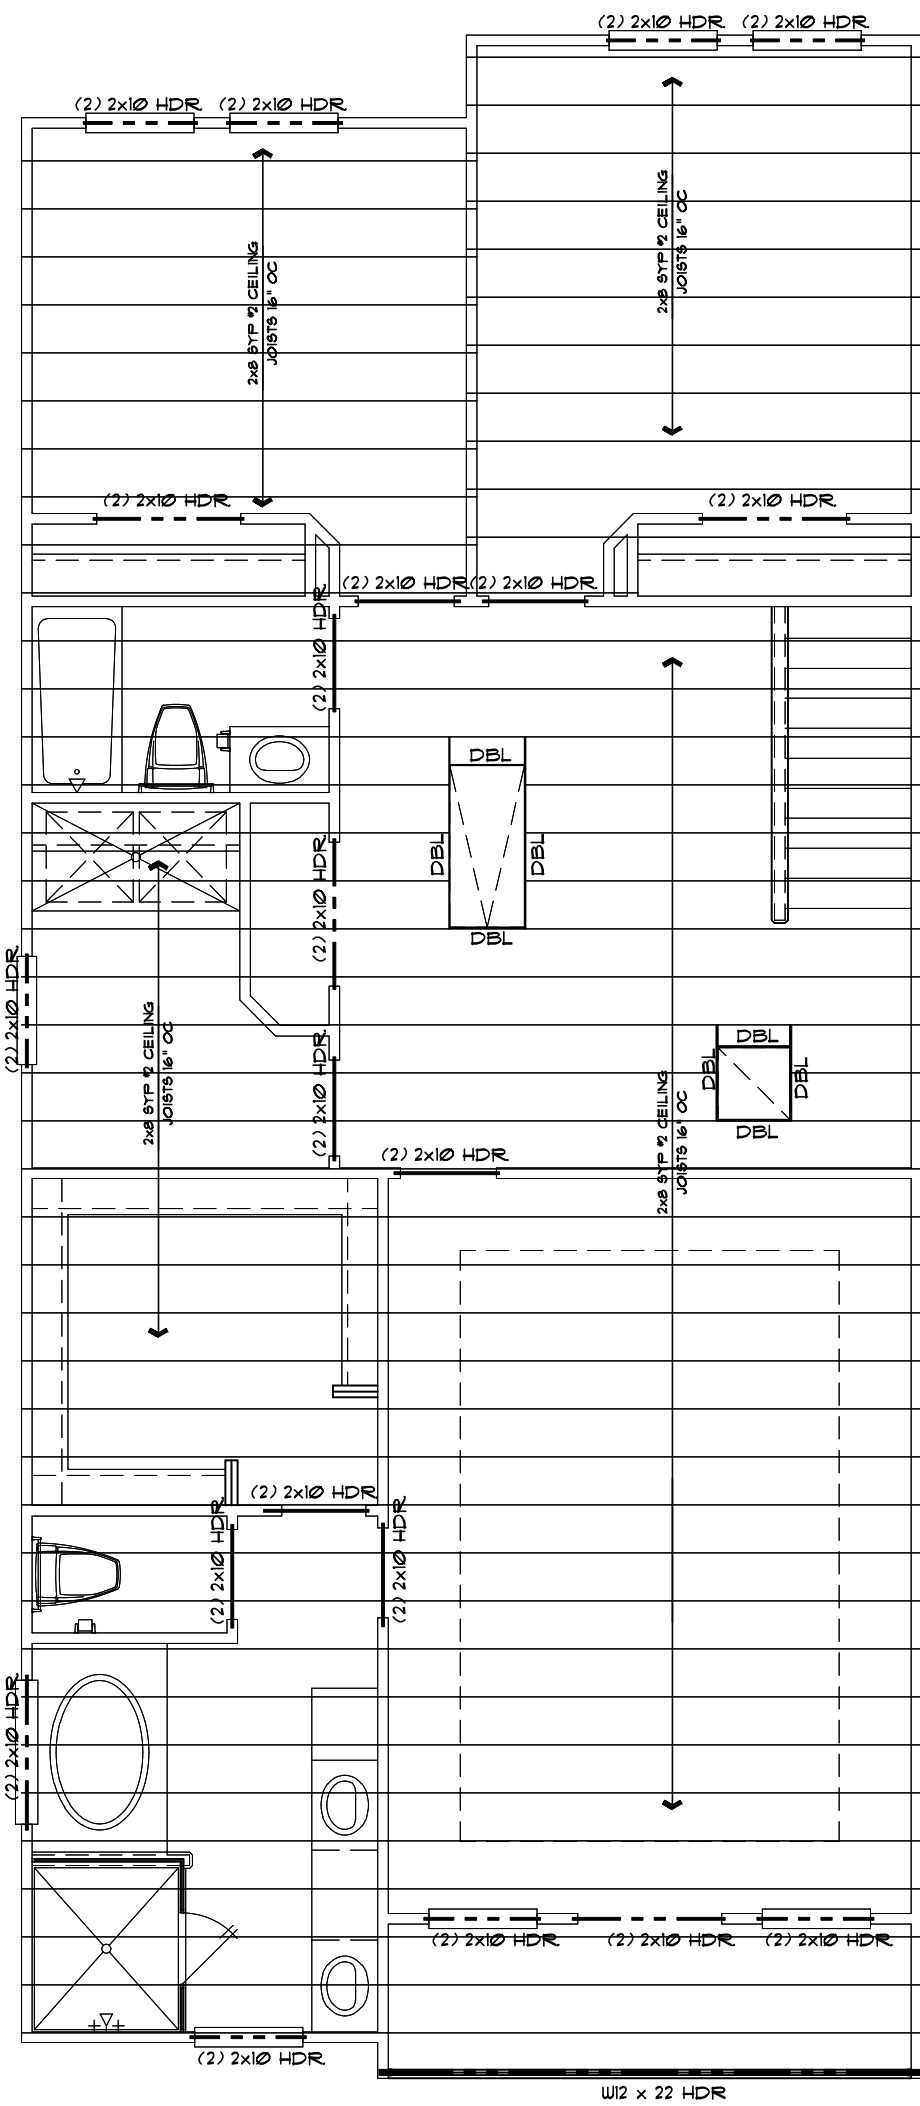 (2) 2x10 HDR.
(2) 2x10 HDR.
(2) 2x10 HDR.
(2) 2x10 HDR.
2x8 SYP #2 CEILING
JOISTS 16" OC
2x8 SYP #2 CEILING
JOISTS 16" OC
(2) 2x10 HDR.
(2) 2x10 HDR.
(2) 2x10 HDR.
(2) 2x10 HDR.
(2) 2x10 HDR.
DBL
DBL
DBL
DBL
(2) 2x10 HDR.
(2) 2x10 HDR.
2x8 SYP #2 CEILING
JOISTS 16" OC
(2) 2x10 HDR.
DBL
DBL
DBL
DBL
2x8 SYP #2 CEILING
JOISTS 16" OC
(2) 2x10 HDR.
(2) 2x10 HDR.
(2) 2x10 HDR.
(2) 2x10 HDR.
(2) 2x10 HDR.
(2) 2x10 HDR.
(2) 2x10 HDR.
(2) 2x10 HDR.
(2) 2x10 HDR.
W12 x 22 HDR